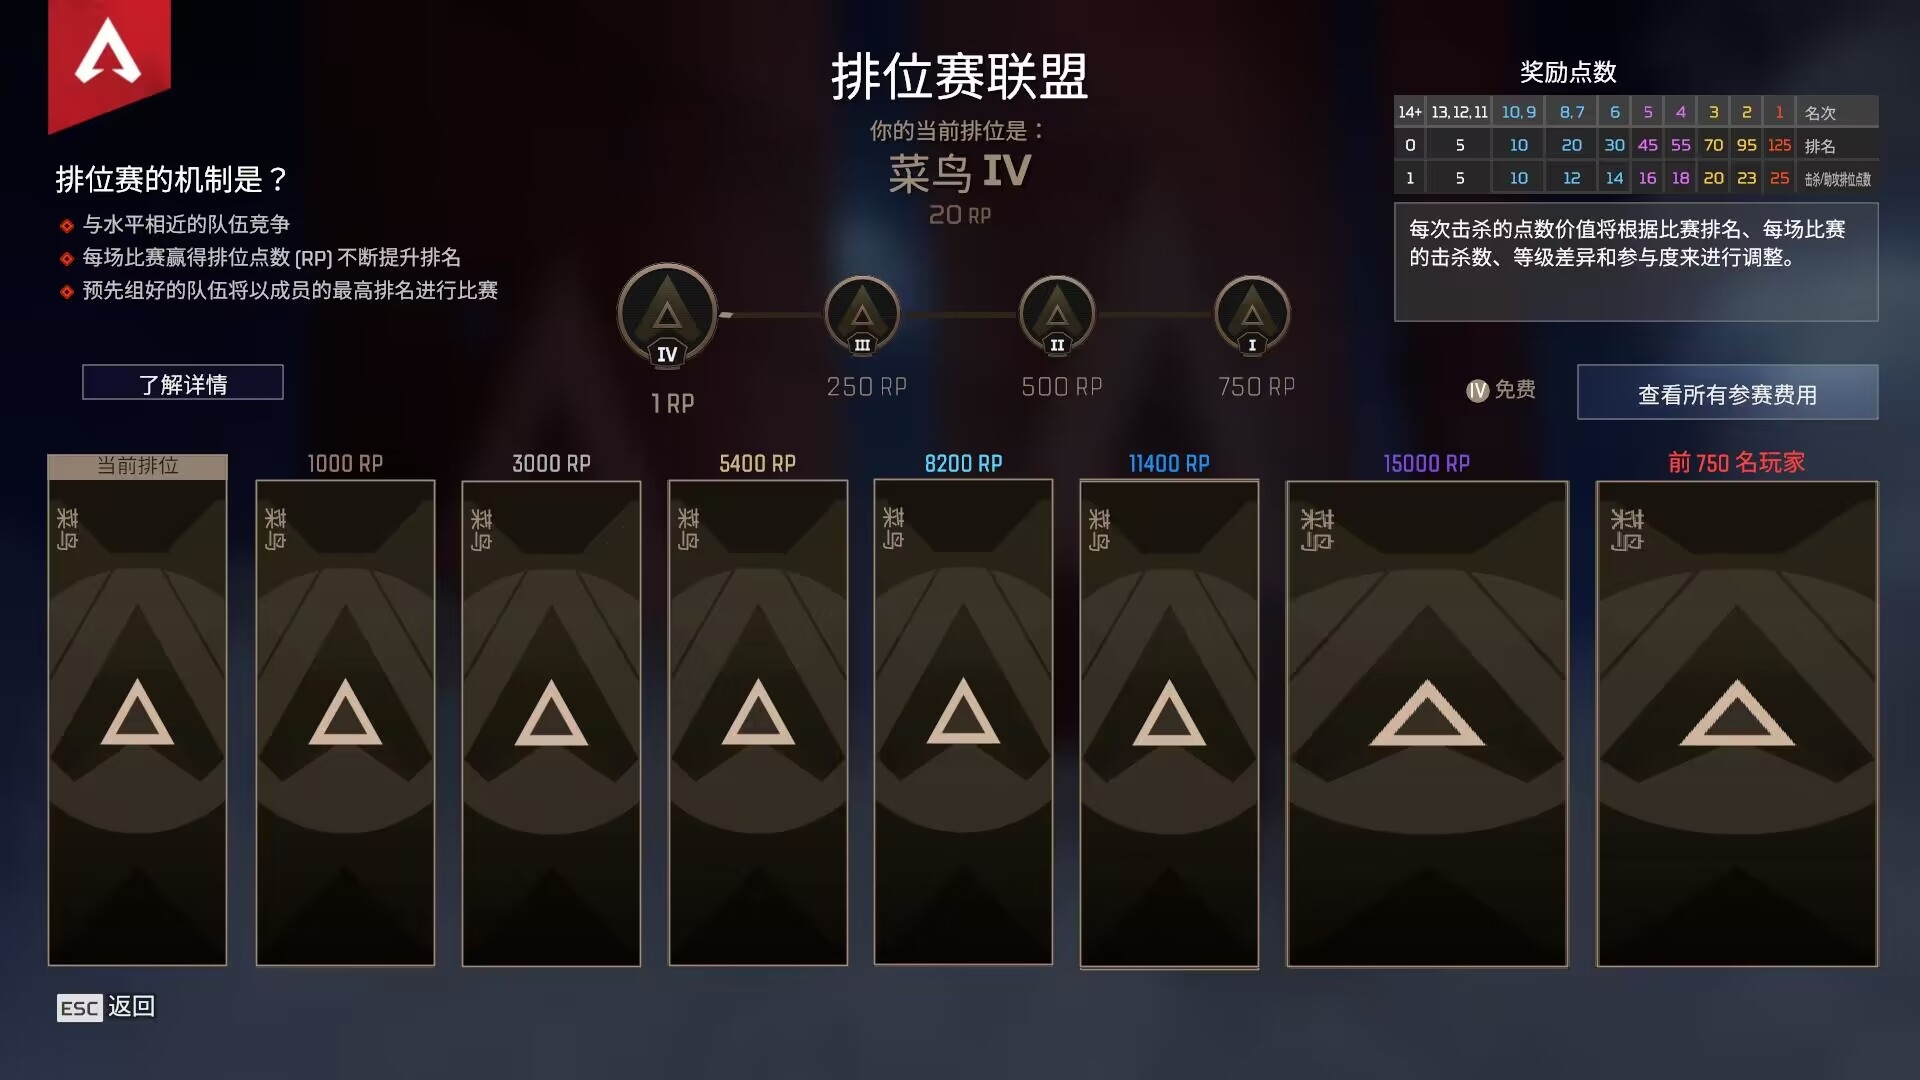 排位赛联盟
你的当前排位是：
菜鸟 IV
20 RP
排位赛的机制是？
与水平相近的队伍竞争
每场比赛赢得排位点数 (RP) 不断提升排名
预先组好的队伍将以成员的最高排名进行比赛
了解详情
奖励点数
14+ 13,12,11 10,9 8,7 6 5 4 3 2 1 名次
0 5 10 20 30 45 55 70 95 125 排名
1 5 10 12 14 16 18 20 23 25 击杀/助攻排位点数
每次击杀的点数价值将根据比赛排名、每场比赛
的击杀数、等级差异和参与度来进行调整。
IV III II I
1 RP 250 RP 500 RP 750 RP
IV 免费
查看所有参赛费用
当前排位 1000 RP 3000 RP 5400 RP 8200 RP 11400 RP 15000 RP 前 750 名玩家
菜鸟 菜鸟 菜鸟 菜鸟 菜鸟 菜鸟 菜鸟 菜鸟
ESC 返回